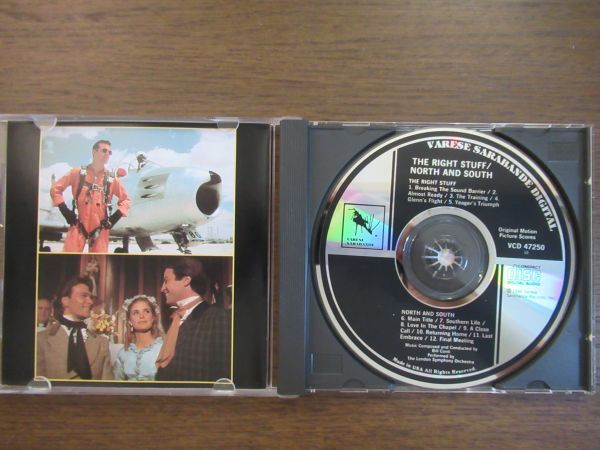 VARESE SARABANDE DIGITAL
THE RIGHT STUFF/
NORTH AND SOUTH
THE RIGHT STUFF
1. Breaking The Sound Barrier / 2.
Almost Ready / 3. The Training / 4.
Glenn's Flight / 5. Yeager's Triumph
VARESE
SARABANDE
Original Motion
Picture Scores
VCD 47250
COMPACT
disc
DIGITAL AUDIO
NORTH AND SOUTH
6. Main Title / 7. Southern Life /
8. Love In The Chapel / 9. A Close
Call / 10. Returning Home / 11. Last
Embrace / 12. Final Meeting
Music Composed and Conducted by
Bill Conti
Performed by
The London Symphony Orchestra
Made in USA All Rights Reserved.